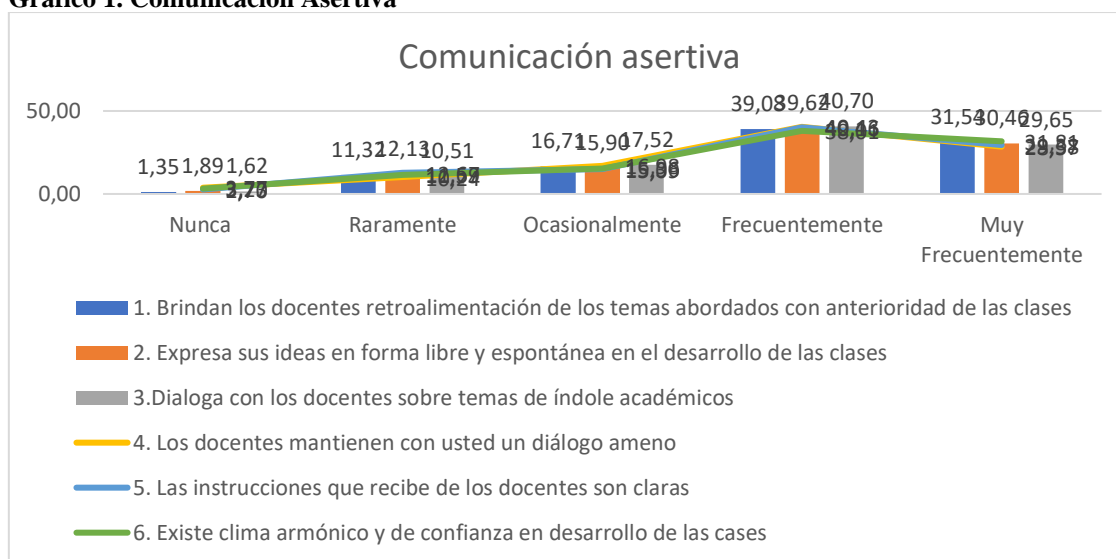 Gráfico 1. Comunicación Asertiva
Comunicación asertiva
50,00
0,00
1,35 1,89 1,62
11,32 12,13 10,51
16,71 15,90 17,52
39,08 39,62 40,70
31,54 30,46 29,65
Nunca
Raramente
Ocasionalmente
Frecuentemente
Muy
Frecuentemente
1. Brindan los docentes retroalimentación de los temas abordados con anterioridad de las clases
2. Expresa sus ideas en forma libre y espontánea en el desarrollo de las clases
3.Dialoga con los docentes sobre temas de índole académicos
4. Los docentes mantienen con usted un diálogo ameno
5. Las instrucciones que recibe de los docentes son claras
6. Existe clima armónico y de confianza en desarrollo de las cases